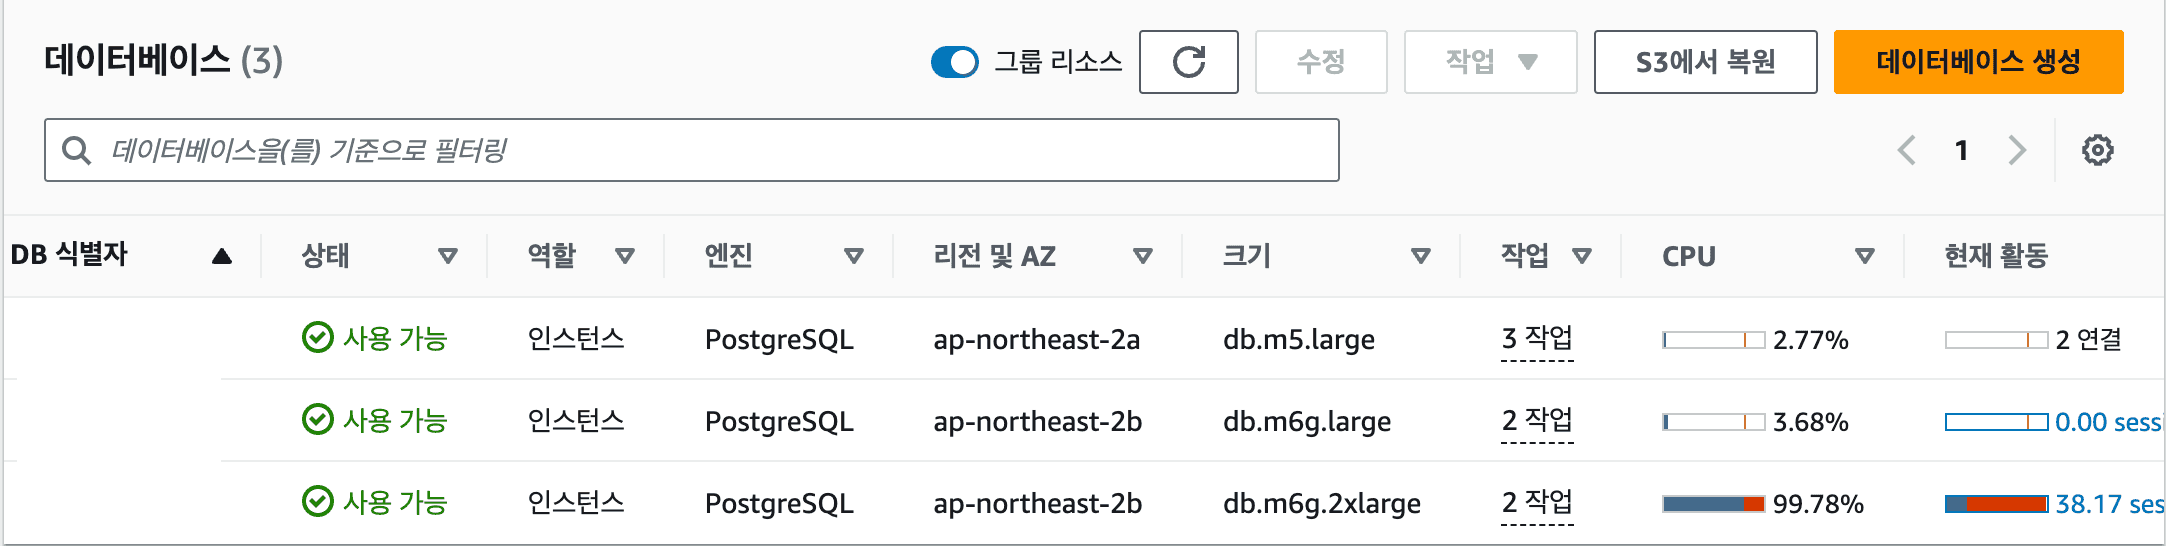 데이터베이스 (3) 그룹 리소스 수정 작업 S3에서 복원 데이터베이스 생성
데이터베이스을(를) 기준으로 필터링 1
DB 식별자 상태 역할 엔진 리전 및 AZ 크기 작업 CPU 현재 활동
사용 가능 인스턴스 PostgreSQL ap-northeast-2a db.m5.large 3 작업 2.77% 2 연결
사용 가능 인스턴스 PostgreSQL ap-northeast-2b db.m6g.large 2 작업 3.68% 0.00 sessi
사용 가능 인스턴스 PostgreSQL ap-northeast-2b db.m6g.2xlarge 2 작업 99.78% 38.17 ses